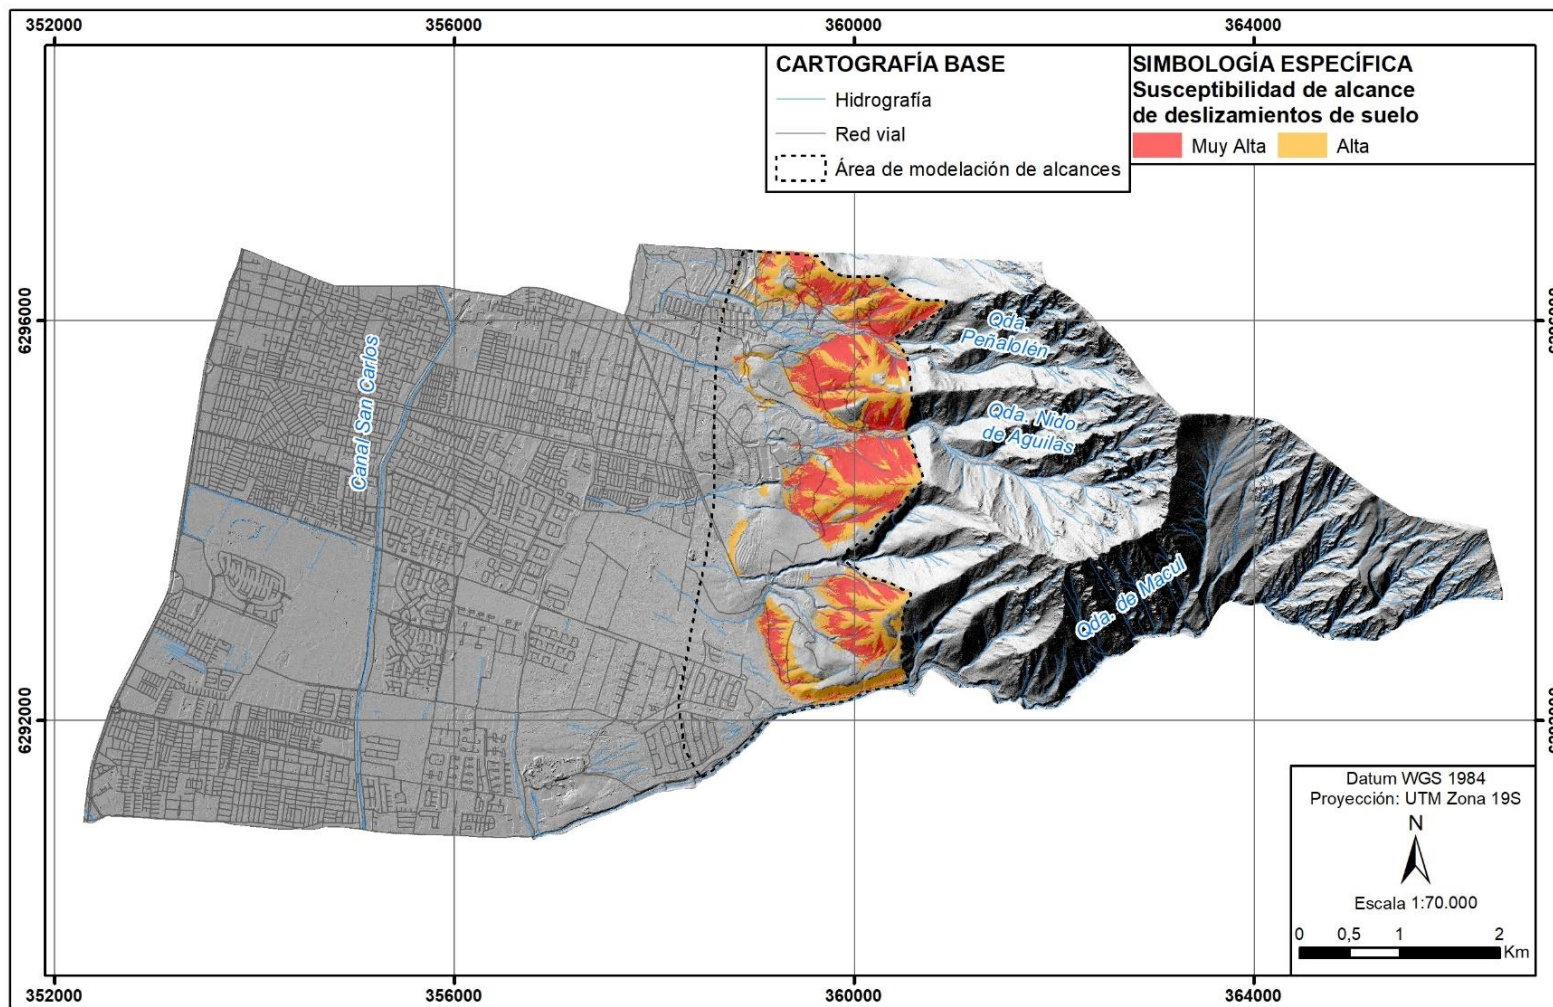 352000
356000
360000
364000
CARTOGRAFÍA BASE
Hidrografía
Red vial
Área de modelación de alcances
SIMBOLOGÍA ESPECÍFICA
Susceptibilidad de alcance
de deslizamientos de suelo
Muy Alta
Alta
6296000
6296000
Canal San Carlos
Qda.
Peñalolén
Qda. Nido
de Aguilas
Qda. de Macul
6292000
6292000
Datum WGS 1984
Proyección: UTM Zona 19S
N
Escala 1:70.000
0 0,5 1 2
Km
352000
356000
360000
364000